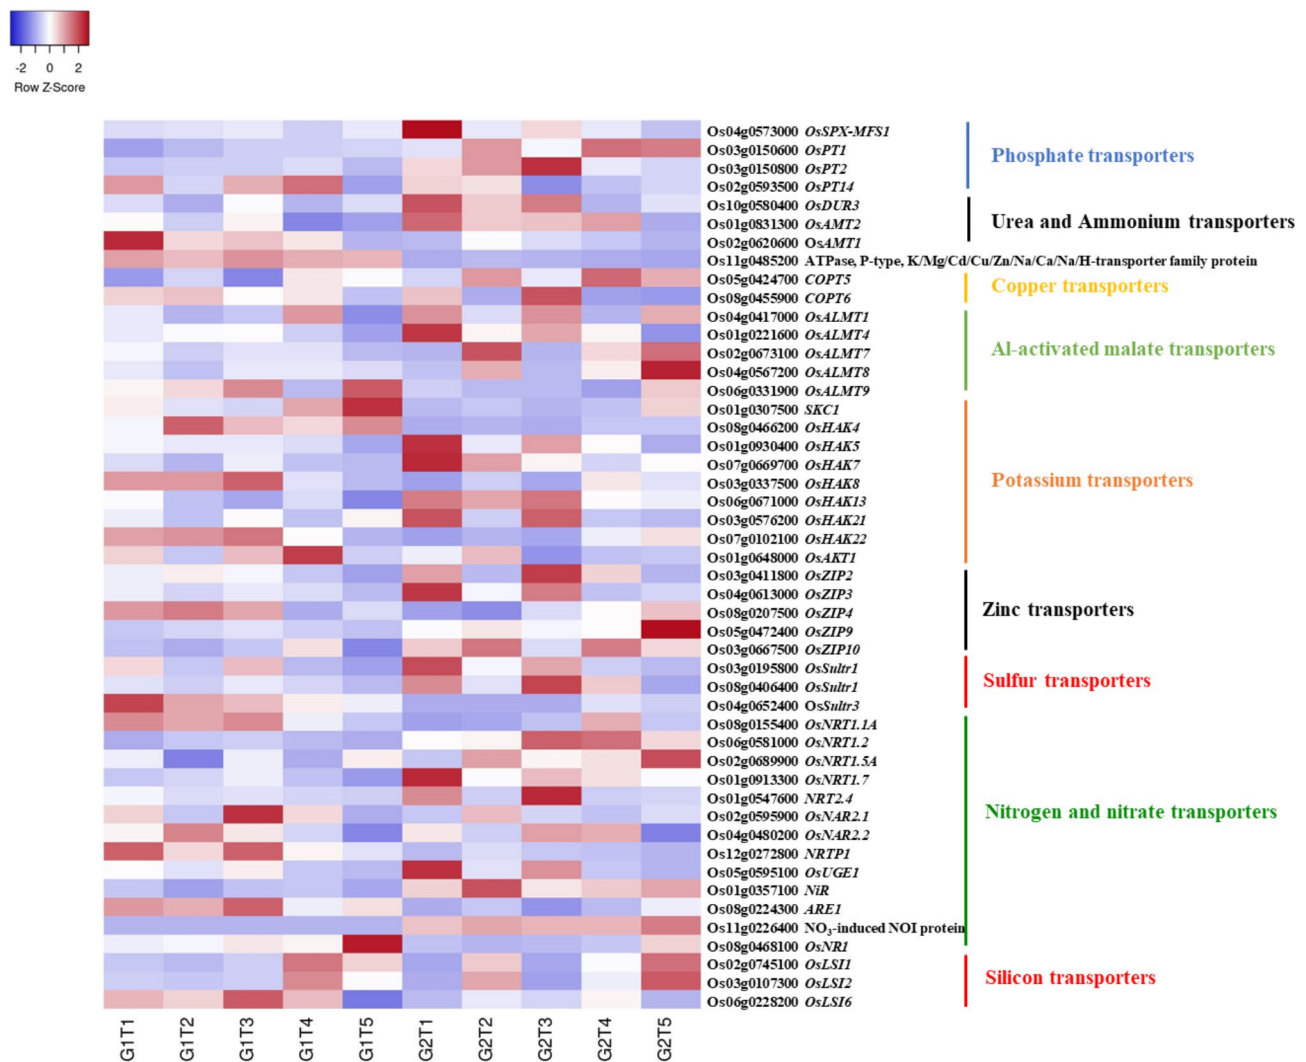 -2 0 2
Row Z-Score
Os04g0573000 OsSPX-MFS1
Os03g0150600 OsPT1
Os03g0150800 OsPT2
Os02g0593500 OsPT14
Phosphate transporters
Os10g0580400 OsDUR3
Os01g0831300 OsAMT2
Os02g0620600 OsAMT1
Urea and Ammonium transporters
Os11g0485200 ATPase, P-type, K/Mg/Cd/Cu/Zn/Na/Ca/Na/H-transporter family protein
Os05g0424700 COPT5
Os08g0455900 COPT6
Copper transporters
Os04g0417000 OsALMT1
Os01g0221600 OsALMT4
Os02g0673100 OsALMT7
Os04g0567200 OsALMT8
Os06g0331900 OsALMT9
Al-activated malate transporters
Os01g0307500 SKC1
Os08g0466200 OsHAK4
Os01g0930400 OsHAK5
Os07g0669700 OsHAK7
Os03g0337500 OsHAK8
Os06g0671000 OsHAK13
Os03g0576200 OsHAK21
Os07g0102100 OsHAK22
Os01g0648000 OsAKT1
Potassium transporters
Os03g0411800 OsZIP2
Os04g0613000 OsZIP3
Os08g0207500 OsZIP4
Os05g0472400 OsZIP9
Os03g0667500 OsZIP10
Zinc transporters
Os03g0195800 OsSultr1
Os08g0406400 OsSultr1
Os04g0652400 OsSultr3
Sulfur transporters
Os08g0155400 OsNRT1.1A
Os06g0581000 OsNRT1.2
Os02g0689900 OsNRT1.5A
Os01g0913300 OsNRT1.7
Os01g0547600 NRT2.4
Os02g0595900 OsNAR2.1
Os04g0480200 OsNAR2.2
Os12g0272800 NRTP1
Os05g0595100 OsUGE1
Os01g0357100 NiR
Os08g0224300 ARE1
Os11g0226400 NO₃-induced NOI protein
Os08g0468100 OsNR1
Nitrogen and nitrate transporters
Os02g0745100 OsLSI1
Os03g0107300 OsLSI2
Os06g0228200 OsLSI6
Silicon transporters
G1T1
G1T2
G1T3
G1T4
G1T5
G2T1
G2T2
G2T3
G2T4
G2T5